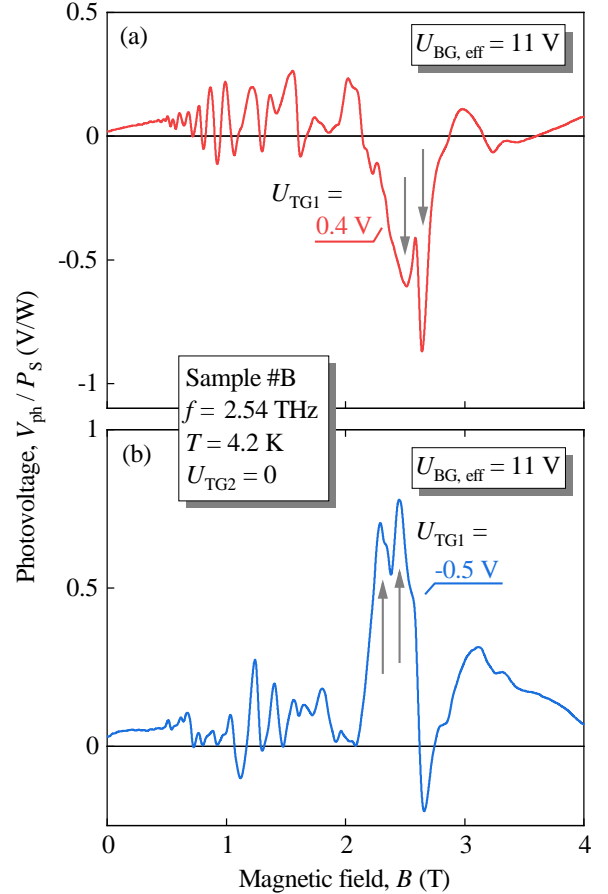 (a)
U_BG, eff = 11 V
U_TG1 =
0.4 V
0.5
0
-0.5
-1
Photovoltage, V_ph / P_S (V/W)
Sample #B
f = 2.54 THz
T = 4.2 K
U_TG2 = 0
(b)
U_BG, eff = 11 V
U_TG1 =
-0.5 V
1
0.5
0
0 1 2 3 4
Magnetic field, B (T)